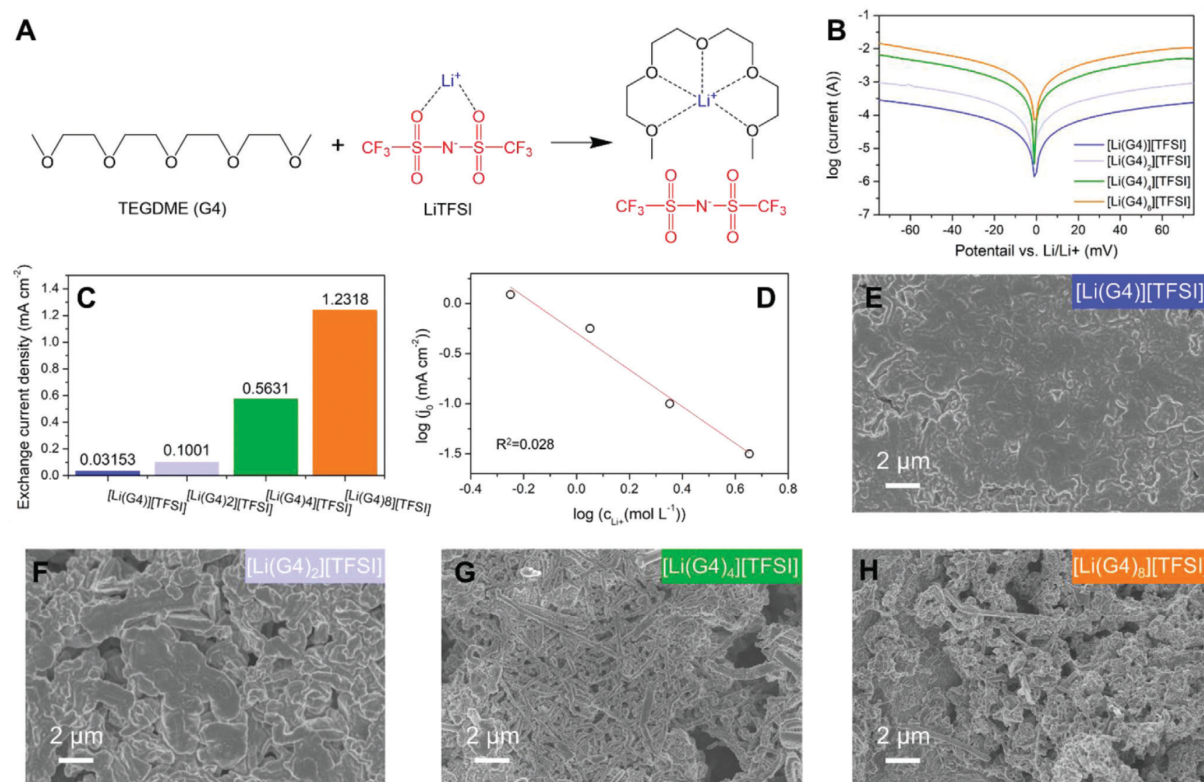 A
Li⁺
O
O
CF₃
S
N⁻
S
CF₃
O
O
O
O
O
O
O
+
TEGDME (G4)
LiTFSI
O
O
O
Li⁺
O
O
O
O
CF₃
S
N⁻
S
CF₃
O
O
B
log (current (A))
-1
-2
-3
-4
-5
-6
-7
[Li(G4)][TFSI]
[Li(G4)₂][TFSI]
[Li(G4)₄][TFSI]
[Li(G4)₈][TFSI]
-60
-40
-20
0
20
40
60
Potentail vs. Li/Li+ (mV)
C
Exchange current density (mA cm⁻²)
1.4
1.2
1.0
0.8
0.6
0.4
0.2
0.0
0.03153
0.1001
0.5631
1.2318
[Li(G4)][TFSI]
[Li(G4)2][TFSI]
[Li(G4)4][TFSI]
[Li(G4)8][TFSI]
D
log (j₀ (mA cm⁻²)
0.0
-0.5
-1.0
-1.5
R²=0.028
-0.4
-0.2
0.0
0.2
0.4
0.6
0.8
log (c_Li+(mol L⁻¹))
E
[Li(G4)][TFSI]
2 μm
F
[Li(G4)₂][TFSI]
2 μm
G
[Li(G4)₄][TFSI]
2 μm
H
[Li(G4)₈][TFSI]
2 μm